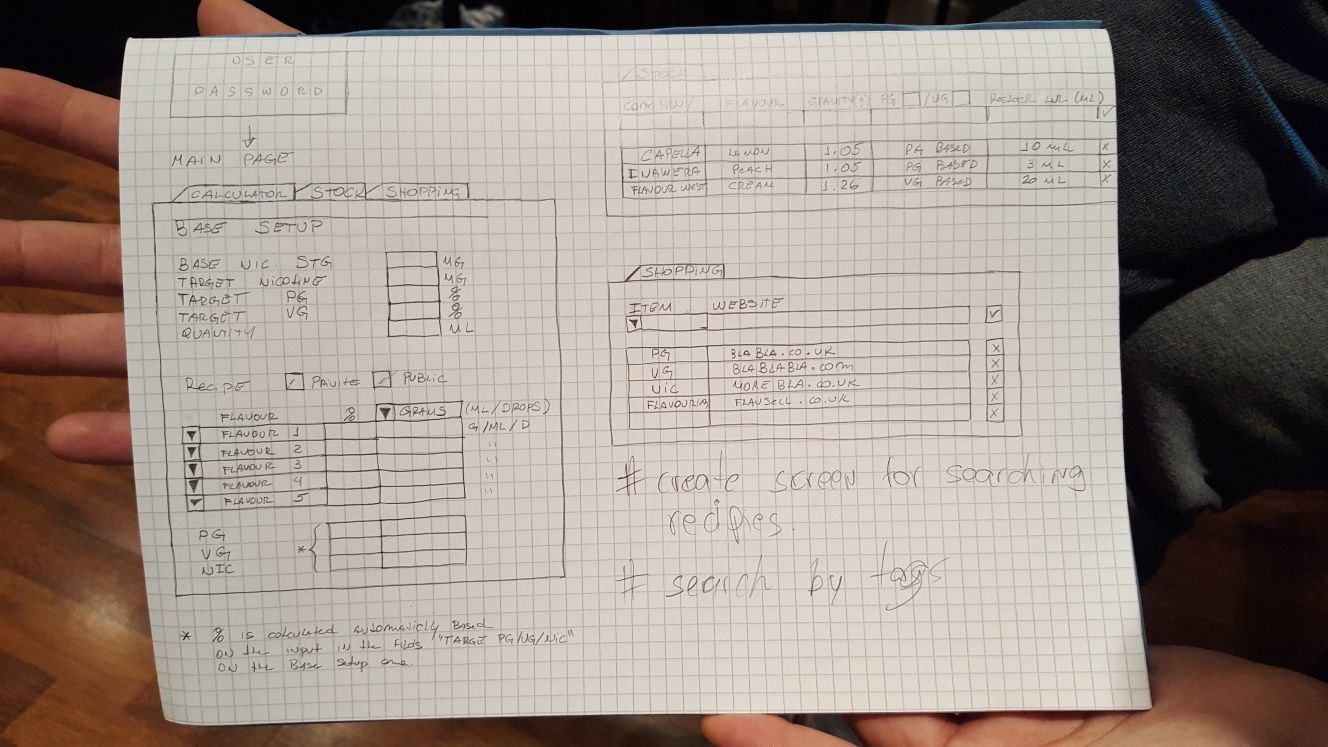 USER
PASSWORD
MAIN PAGE
CALCULATOR STOCK SHOPPING
BASE SETUP
BASE NIC. STG MG
TARGET NICOTINE MG
TARGET PG %
TARGET VG %
QUANTITY ML
RECIPE PRIVATE PUBLIC
FLAVOUR % GRAMS (ML/DROPS)
FLAVOUR 1 G/ML/D
FLAVOUR 2 "
FLAVOUR 3 "
FLAVOUR 4 "
FLAVOUR 5 "
PG
VG *
NIC
* % is calculated AUTOMATICLY BASED
ON the input in the Filds "TARGE PG/VG/NIC"
ON the BASE setup one.
STOCK
COMPANY FLAVOUR GRAVITY(?) PG /VG RESTOCK LVL (ML)
CAPELLA LEMON 1.05 PG BASED 10 ML X
INAWERA PEACH 1.05 PG BASED 3 ML X
FLAVOUR WEST CREAM 1.26 VG BASED 20 ML X
SHOPPING
ITEM WEBSITE
PG BLABLA.CO.UK X
VG BLABLABLA.COM X
NIC MOREBLA.CO.UK X
FLAVOURIA FLAVSELL.CO.UK X
X
# create screen for searching
recipies.
# search by tags